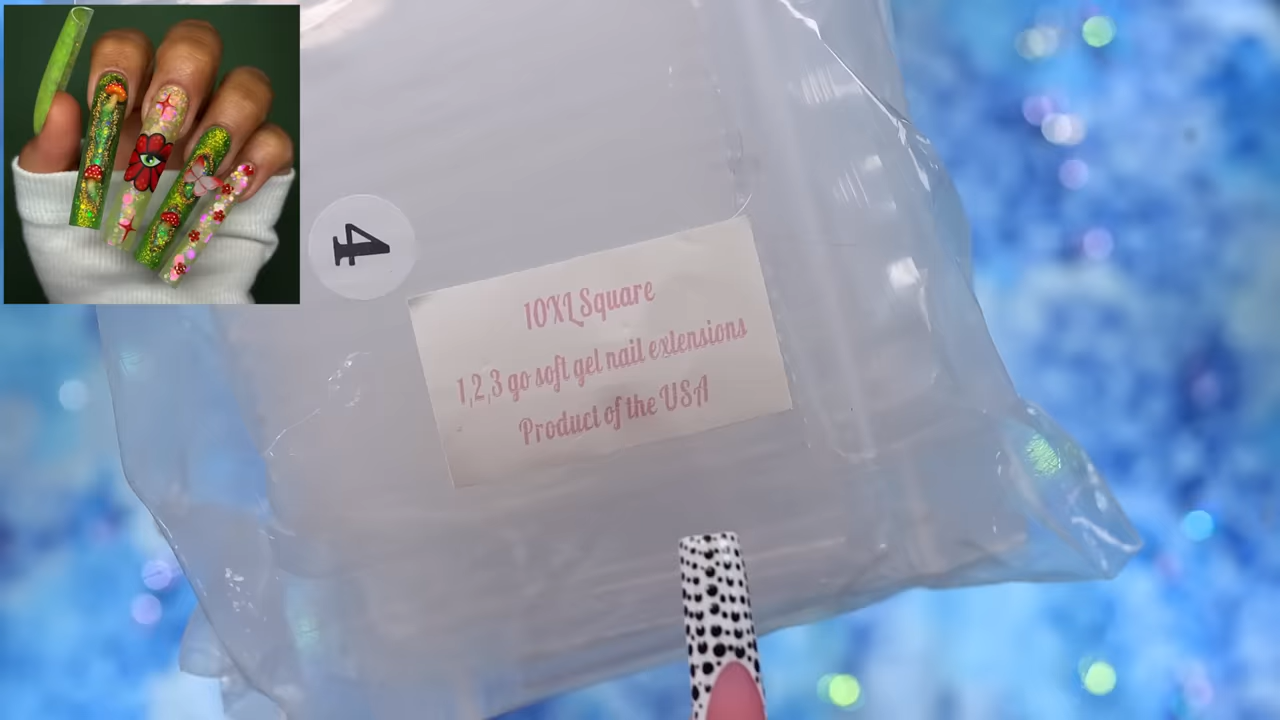 4
10XL Square
1,2,3 go soft gel nail extensions
Product of the USA